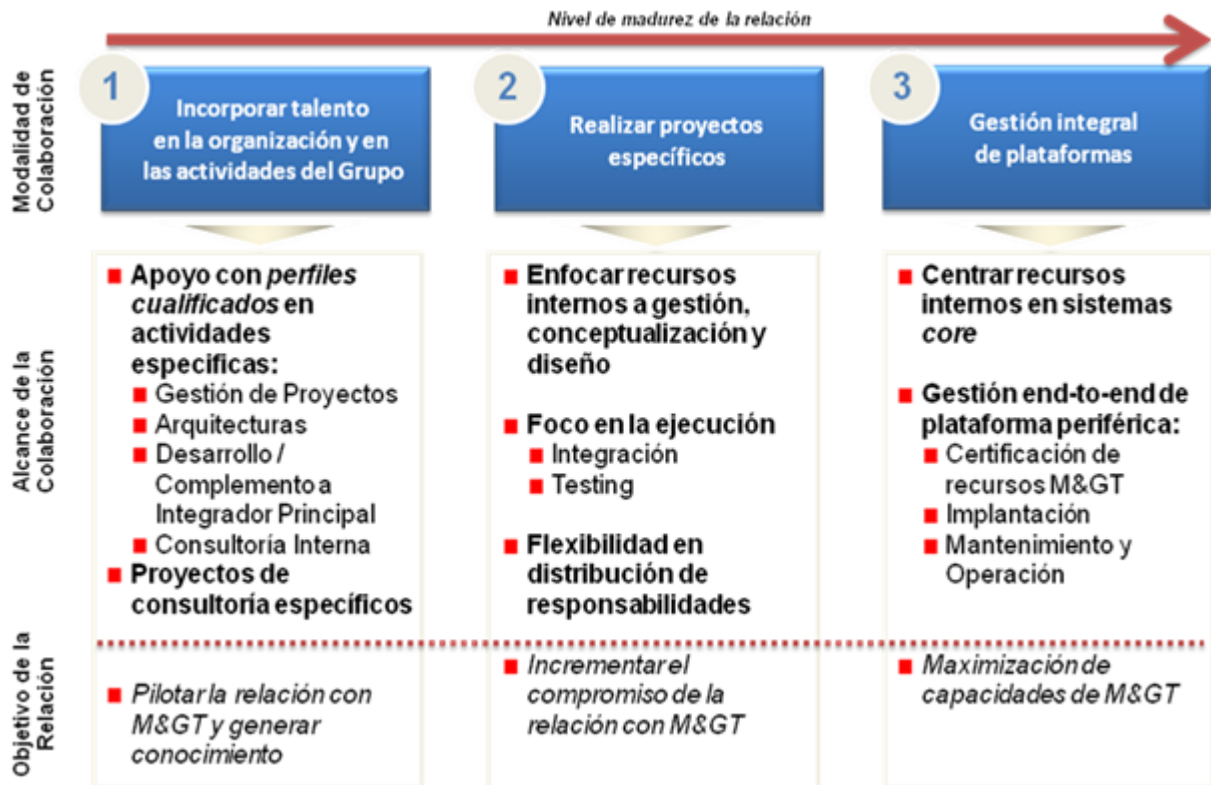 Nivel de madurez de la relación
Modalidad de
Colaboración
1
Incorporar talento
en la organización y en
las actividades del Grupo
2
Realizar proyectos
específicos
3
Gestión integral
de plataformas
Alcance de la
Colaboración
Apoyo con perfiles
cualificados en
actividades
especificas:
Gestión de Proyectos
Arquitecturas
Desarrollo /
Complemento a
Integrador Principal
Consultoría Interna
Proyectos de
consultoría específicos
Enfocar recursos
internos a gestión,
conceptualización y
diseño
Foco en la ejecución
Integración
Testing
Flexibilidad en
distribución de
responsabilidades
Centrar recursos
internos en sistemas
core
Gestión end-to-end de
plataforma periférica:
Certificación de
recursos M&GT
Implantación
Mantenimiento y
Operación
Objetivo de la
Relación
Pilotar la relación con
M&GT y generar
conocimiento
Incrementar el
compromiso de la
relación con M&GT
Maximización de
capacidades de M&GT